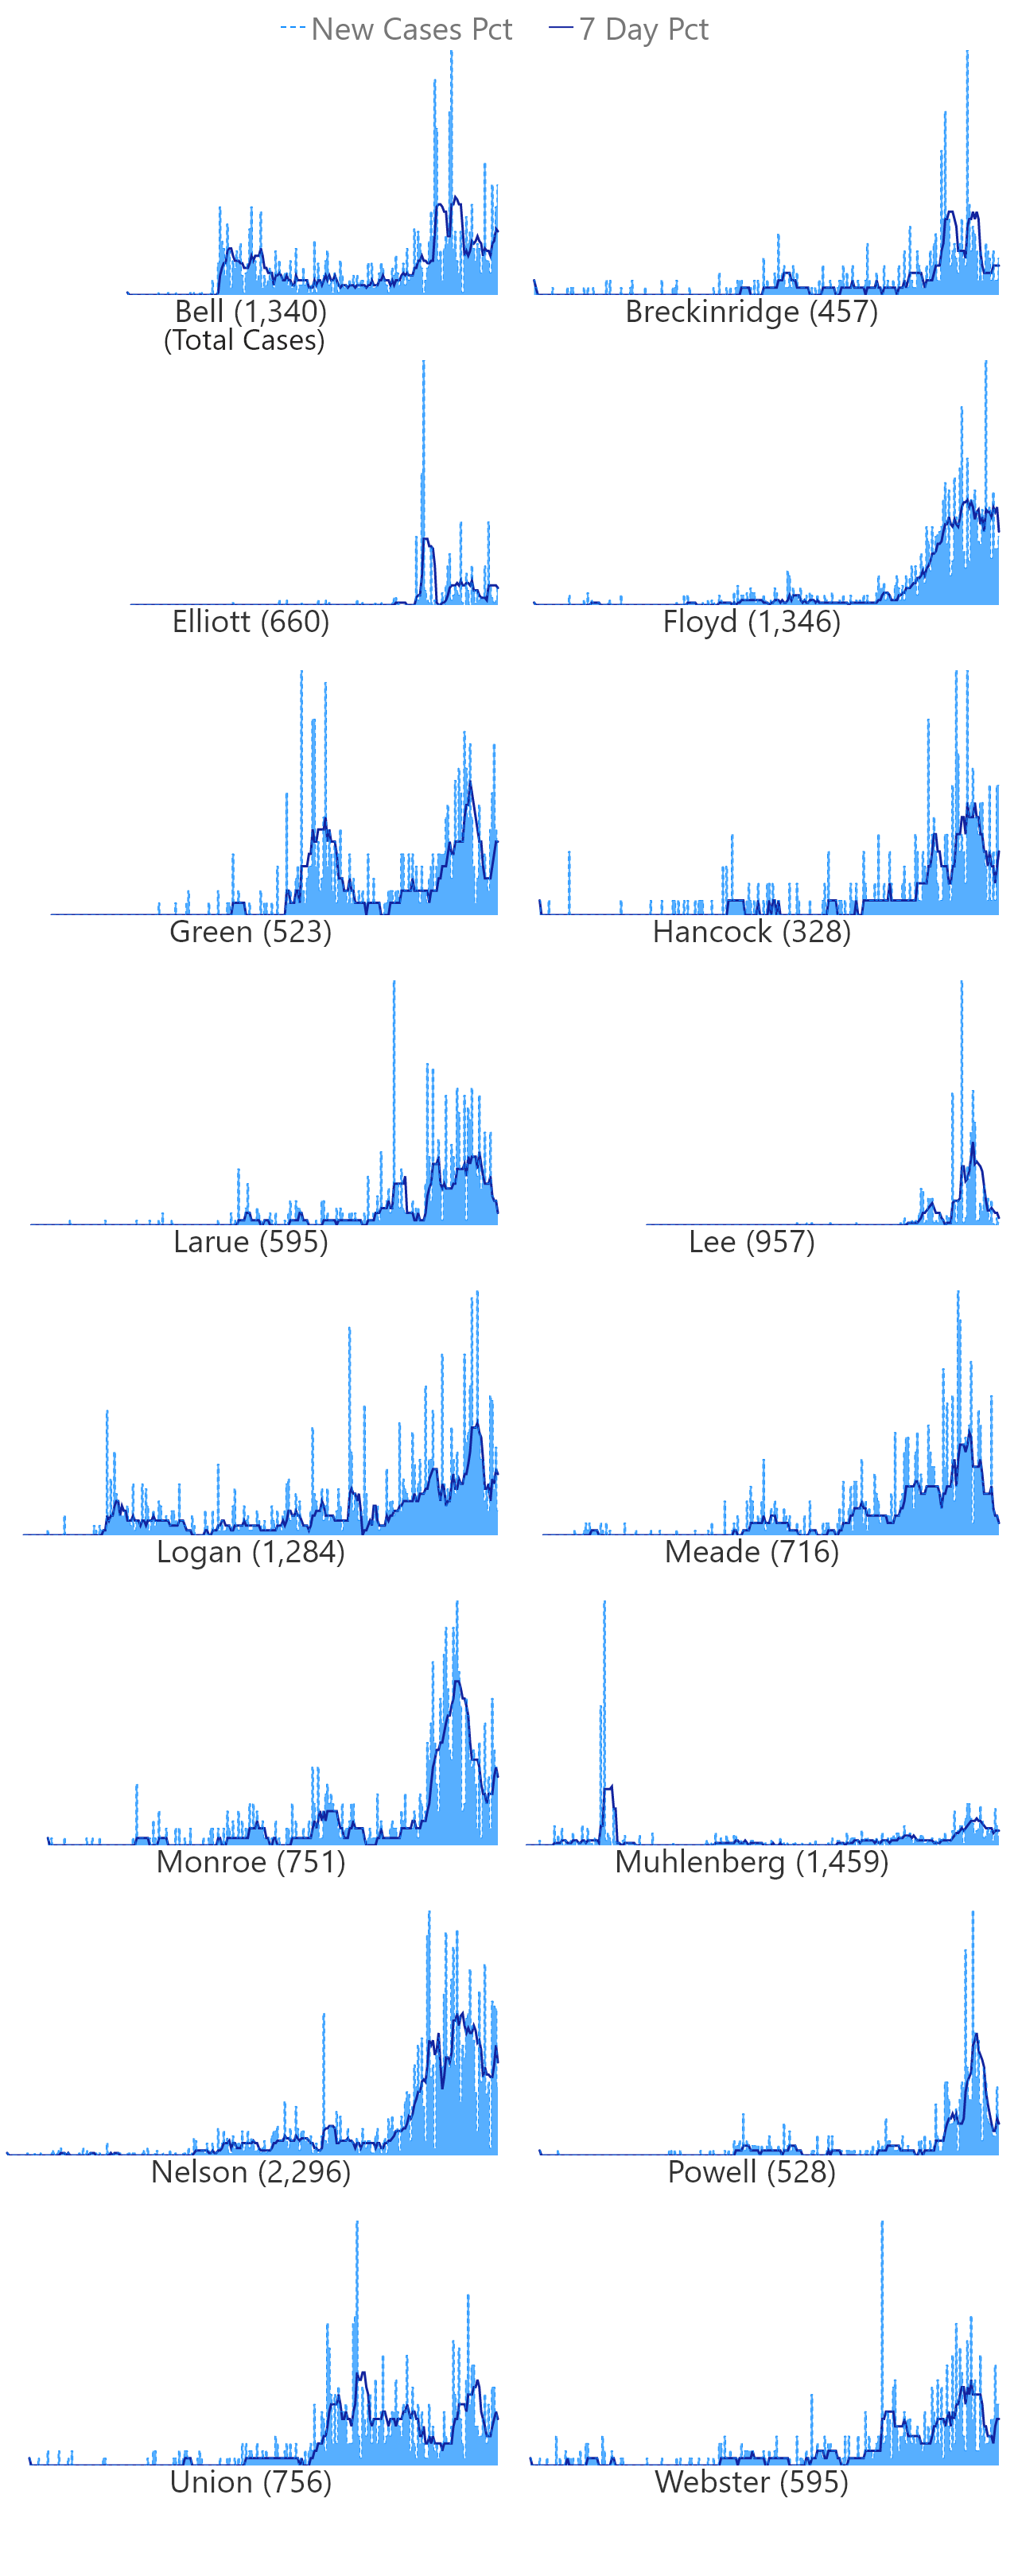 New Cases Pct 7 Day Pct
Bell (1,340) Breckinridge (457)
(Total Cases)
Elliott (660) Floyd (1,346)
Green (523) Hancock (328)
Larue (595) Lee (957)
Logan (1,284) Meade (716)
Monroe (751) Muhlenberg (1,459)
Nelson (2,296) Powell (528)
Union (756) Webster (595)